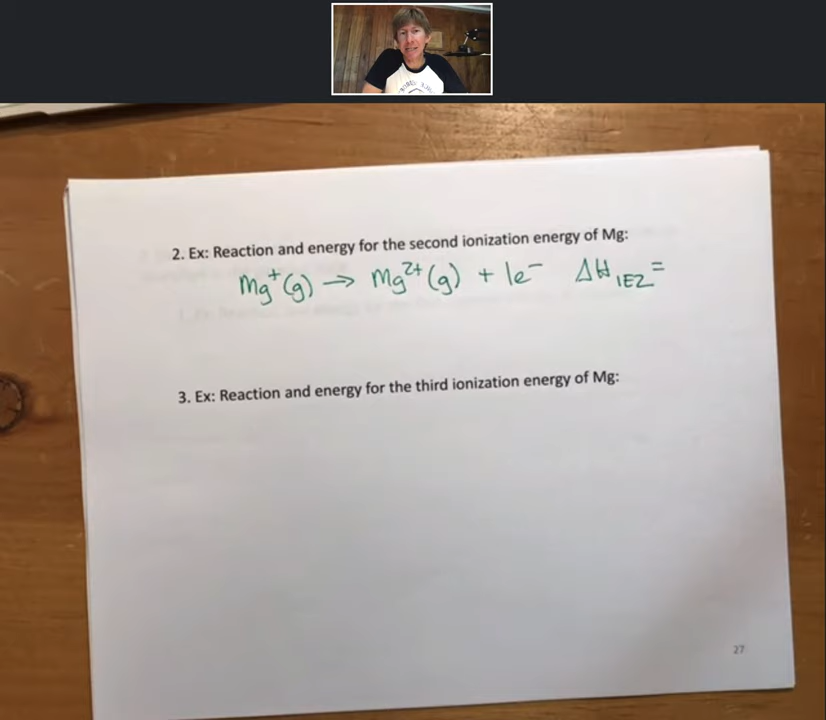 2. Ex: Reaction and energy for the second ionization energy of Mg:
Mg⁺(g) → Mg²⁺(g) + 1e⁻ ΔH IE2 =
3. Ex: Reaction and energy for the third ionization energy of Mg:
27